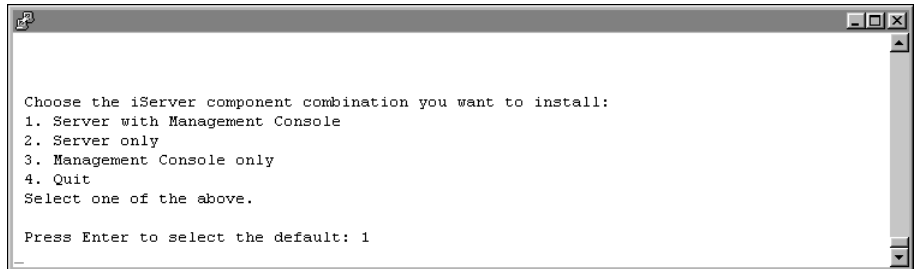 Choose the iServer component combination you want to install:
1. Server with Management Console
2. Server only
3. Management Console only
4. Quit
Select one of the above.
Press Enter to select the default: 1